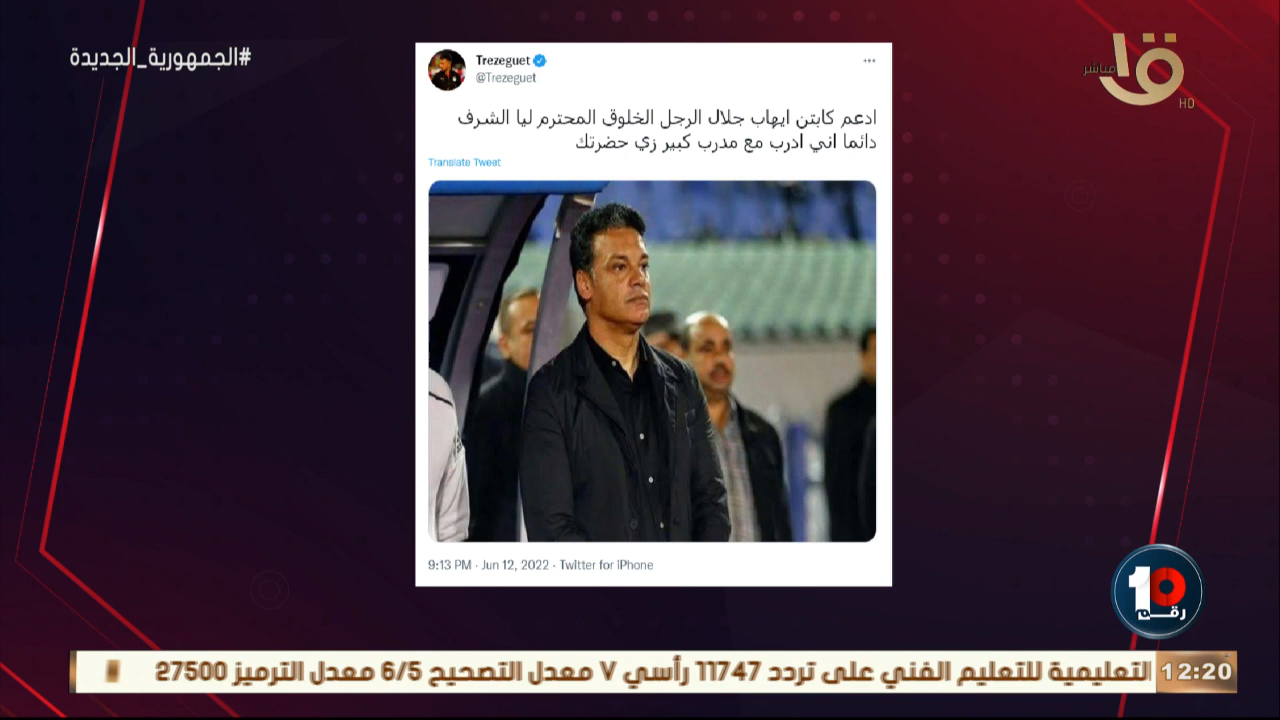 #الجمهورية_الجديدة
مباشر
HD
Trezeguet
@Trezeguet
ادعم كابتن ايهاب جلال الرجل الخلوق المحترم ليا الشرف
دائما اني ادرب مع مدرب كبير زي حضرتك
Translate Tweet
9:13 PM · Jun 12, 2022 · Twitter for iPhone
10
رقم
12:20
التعليمية للتعليم الفني على تردد 11747 رأسي V معدل التصحيح 6/5 معدل الترميز 27500